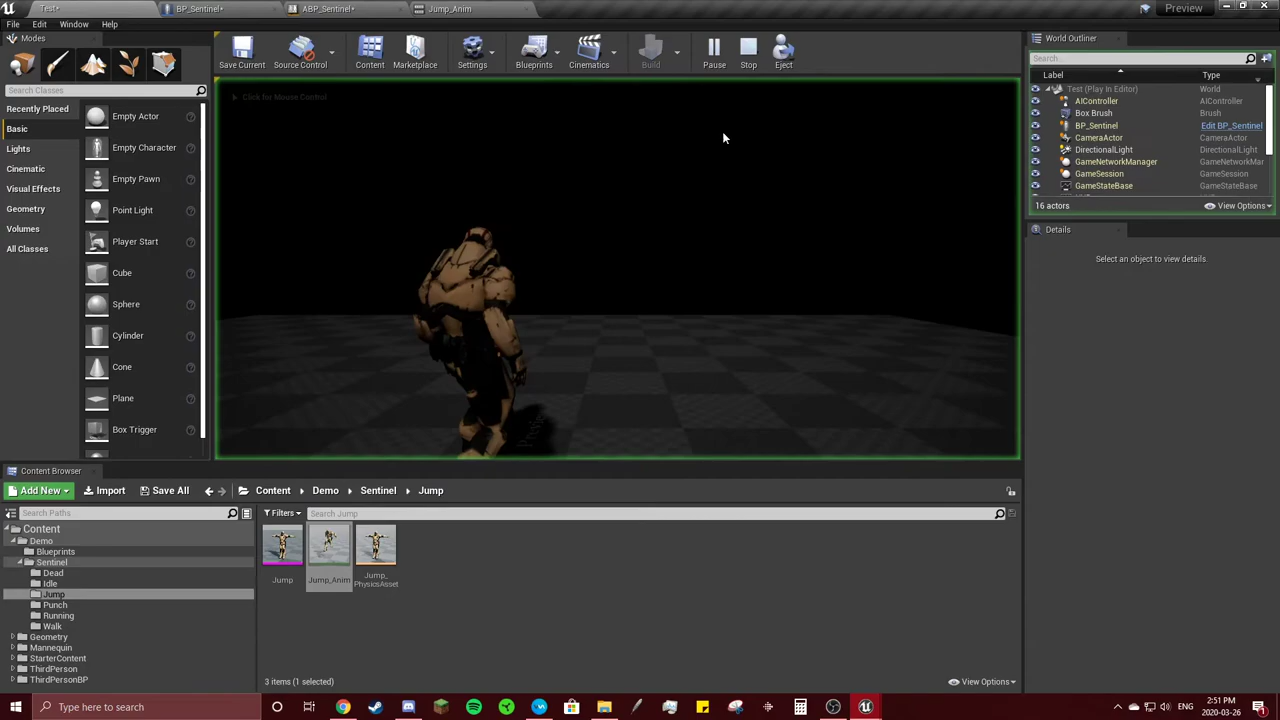 Test*
BP_Sentinel*
ABP_Sentinel*
Jump_Anim
Preview
File
Edit
Window
Help
Modes
Search Classes
Recently Placed
Basic
Lights
Cinematic
Visual Effects
Geometry
Volumes
All Classes
Empty Actor
Empty Character
Empty Pawn
Point Light
Player Start
Cube
Sphere
Cylinder
Cone
Plane
Box Trigger
Save Current
Source Control
Content
Marketplace
Settings
Blueprints
Cinematics
Build
Pause
Stop
Eject
Click for Mouse Control
World Outliner
Search...
Label Type
Test (Play In Editor) World
AIController AIController
Box Brush Brush
BP_Sentinel Edit BP_Sentinel
CameraActor CameraActor
DirectionalLight DirectionalLight
GameNetworkManager GameNetworkMar
GameSession GameSession
GameStateBase GameStateBase
16 actors View Options
Details
Select an object to view details.
Content Browser
Add New Import Save All Content Demo Sentinel Jump
Search Paths
Content
Demo
Blueprints
Sentinel
Dead
Idle
Jump
Punch
Running
Walk
Geometry
Mannequin
StarterContent
ThirdPerson
ThirdPersonBP
Filters Search Jump
Jump
Jump_Anim
Jump_
PhysicsAsset
3 items (1 selected) View Options
Type here to search
2:51 PM
2020-03-26